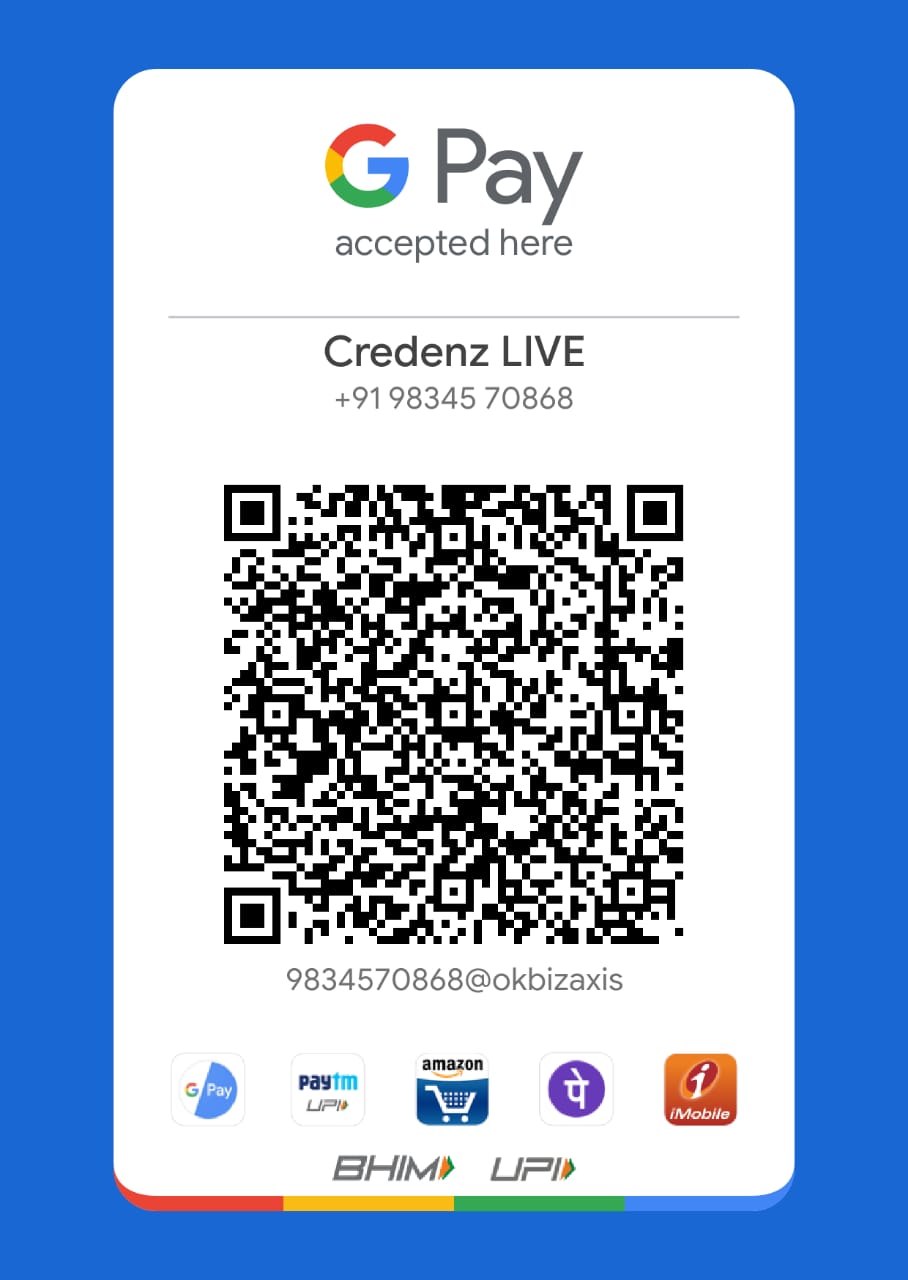 G Pay
accepted here
Credenz LIVE
+91 98345 70868
9834570868@okbizaxis
G Pay
paytm
UPI
amazon
पे
i
iMobile
BHIM UPI